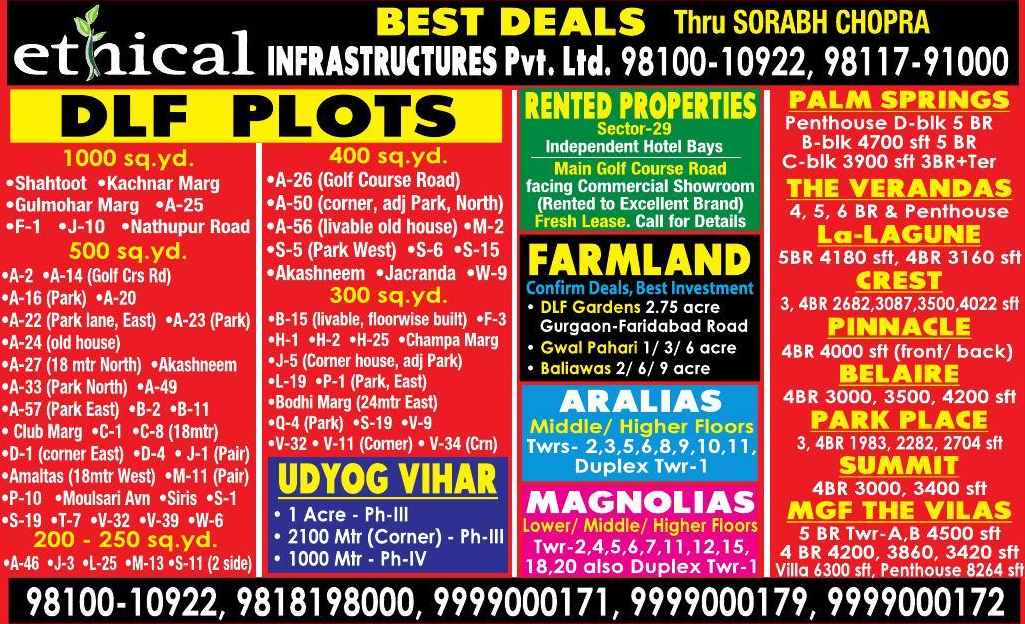 ethical
BEST DEALS Thru SORABH CHOPRA
INFRASTRUCTURES Pvt. Ltd. 98100-10922, 98117-91000
DLF PLOTS
1000 sq.yd.
•Shahtoot •Kachnar Marg
•Gulmohar Marg •A-25
•F-1 •J-10 •Nathupur Road
500 sq.yd.
•A-2 •A-14 (Golf Crs Rd)
•A-16 (Park) •A-20
•A-22 (Park lane, East) •A-23 (Park)
•A-24 (old house)
•A-27 (18 mtr North) •Akashneem
•A-33 (Park North) •A-49
•A-57 (Park East) •B-2 •B-11
• Club Marg •C-1 •C-8 (18mtr)
•D-1 (corner East) •D-4 • J-1 (Pair)
•Amaltas (18mtr West) •M-11 (Pair)
•P-10 •Moulsari Avn •Siris •S-1
•S-19 •T-7 •V-32 •V-39 •W-6
200 - 250 sq.yd.
•A-46 •J-3 •L-25 •M-13 •S-11 (2 side)
400 sq.yd.
•A-26 (Golf Course Road)
•A-50 (corner, adj Park, North)
•A-56 (livable old house) •M-2
•S-5 (Park West) •S-6 •S-15
•Akashneem •Jacranda •W-9
300 sq.yd.
•B-15 (livable, floorwise built) •F-3
•H-1 •H-2 •H-25 •Champa Marg
•J-5 (Corner house, adj Park)
•L-19 •P-1 (Park, East)
•Bodhi Marg (24mtr East)
•Q-4 (Park) •S-19 •V-9
•V-32 • V-11 (Corner) • V-34 (Crn)
UDYOG VIHAR
• 1 Acre - Ph-III
• 2100 Mtr (Corner) - Ph-III
• 1000 Mtr - Ph-IV
RENTED PROPERTIES
Sector-29
Independent Hotel Bays
Main Golf Course Road
facing Commercial Showroom
(Rented to Excellent Brand)
Fresh Lease. Call for Details
FARMLAND
Confirm Deals, Best Investment
• DLF Gardens 2.75 acre
Gurgaon-Faridabad Road
• Gwal Pahari 1/ 3/ 6 acre
• Baliawas 2/ 6/ 9 acre
ARALIAS
Middle/ Higher Floors
Twrs- 2,3,5,6,8,9,10,11,
Duplex Twr-1
MAGNOLIAS
Lower/ Middle/ Higher Floors
Twr-2,4,5,6,7,11,12,15,
18,20 also Duplex Twr-1
PALM SPRINGS
Penthouse D-blk 5 BR
B-blk 4700 sft 5 BR
C-blk 3900 sft 3BR+Ter
THE VERANDAS
4, 5, 6 BR & Penthouse
La-LAGUNE
5BR 4180 sft, 4BR 3160 sft
CREST
3, 4BR 2682,3087,3500,4022 sft
PINNACLE
4BR 4000 sft (front/ back)
BELAIRE
4BR 3000, 3500, 4200 sft
PARK PLACE
3, 4BR 1983, 2282, 2704 sft
SUMMIT
4BR 3000, 3400 sft
MGF THE VILAS
5 BR Twr-A,B 4500 sft
4 BR 4200, 3860, 3420 sft
Villa 6300 sft, Penthouse 8264 sft
98100-10922, 9818198000, 9999000171, 9999000179, 9999000172